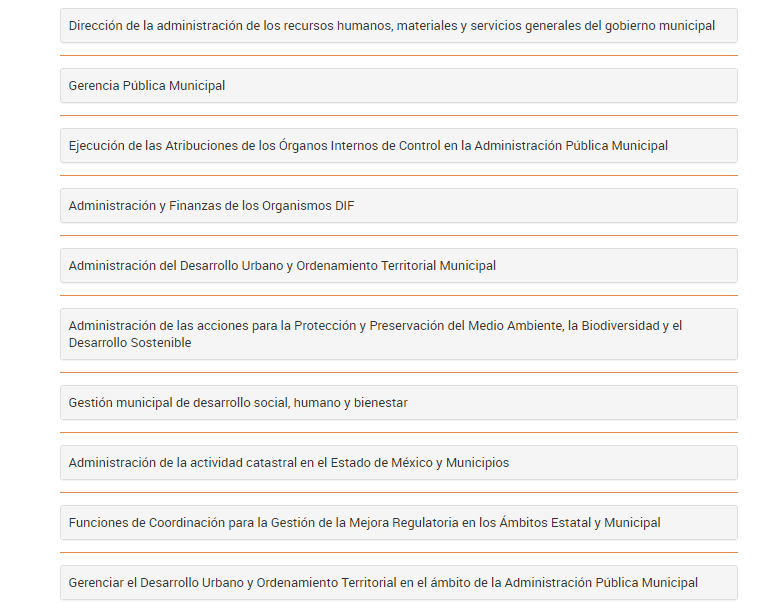 Dirección de la administración de los recursos humanos, materiales y servicios generales del gobierno municipal
Gerencia Pública Municipal
Ejecución de las Atribuciones de los Órganos Internos de Control en la Administración Pública Municipal
Administración y Finanzas de los Organismos DIF
Administración del Desarrollo Urbano y Ordenamiento Territorial Municipal
Administración de las acciones para la Protección y Preservación del Medio Ambiente, la Biodiversidad y el
Desarrollo Sostenible
Gestión municipal de desarrollo social, humano y bienestar
Administración de la actividad catastral en el Estado de México y Municipios
Funciones de Coordinación para la Gestión de la Mejora Regulatoria en los Ámbitos Estatal y Municipal
Gerenciar el Desarrollo Urbano y Ordenamiento Territorial en el ámbito de la Administración Pública Municipal